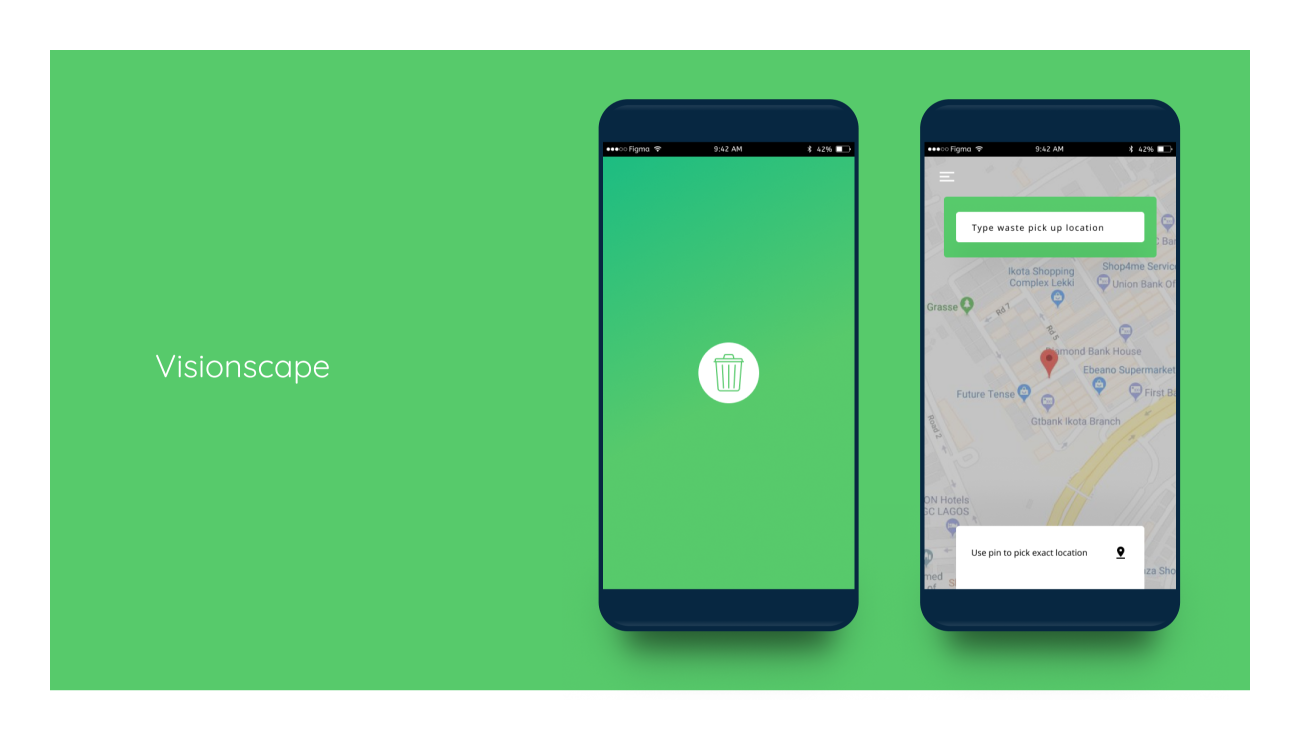 Visionscape
Figma
9:42 AM
42%
Figma
9:42 AM
42%
Type waste pick up location
Ikota Shopping
Complex Lekki
Shop4me Servic
Union Bank Of
Grasse
Rd 7
Rd 5
Diamond Bank House
Ebeano Supermarket
Future Tense
First Ba
Gtbank Ikota Branch
Road 2
ON Hotels
GC LAGOS
Use pin to pick exact location
za Sho
med
of